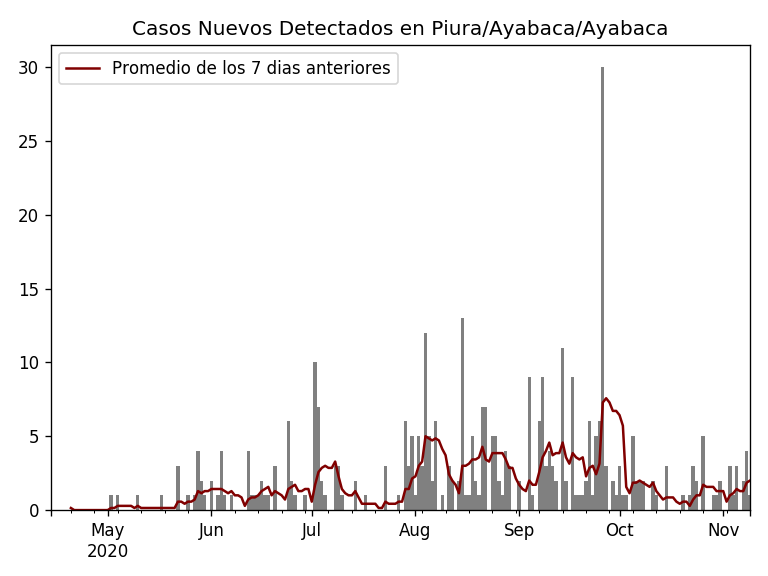 Casos Nuevos Detectados en Piura/Ayabaca/Ayabaca
Promedio de los 7 dias anteriores
30
25
20
15
10
5
0
May Jun Jul Aug Sep Oct Nov
2020